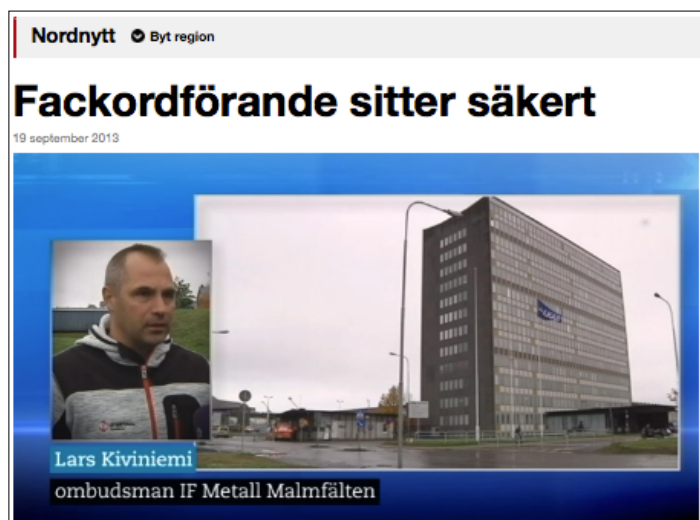 Nordnytt Byt region
Fackordförande sitter säkert
19 september 2013
Lars Kiviniemi
ombudsman IF Metall Malmfälten